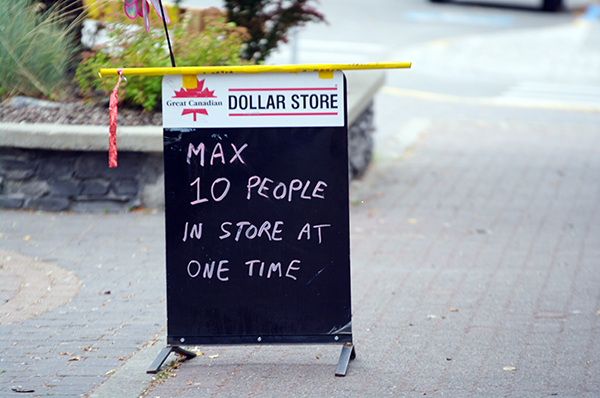 Great Canadian
DOLLAR STORE
MAX
10 PEOPLE
IN STORE AT
ONE TIME